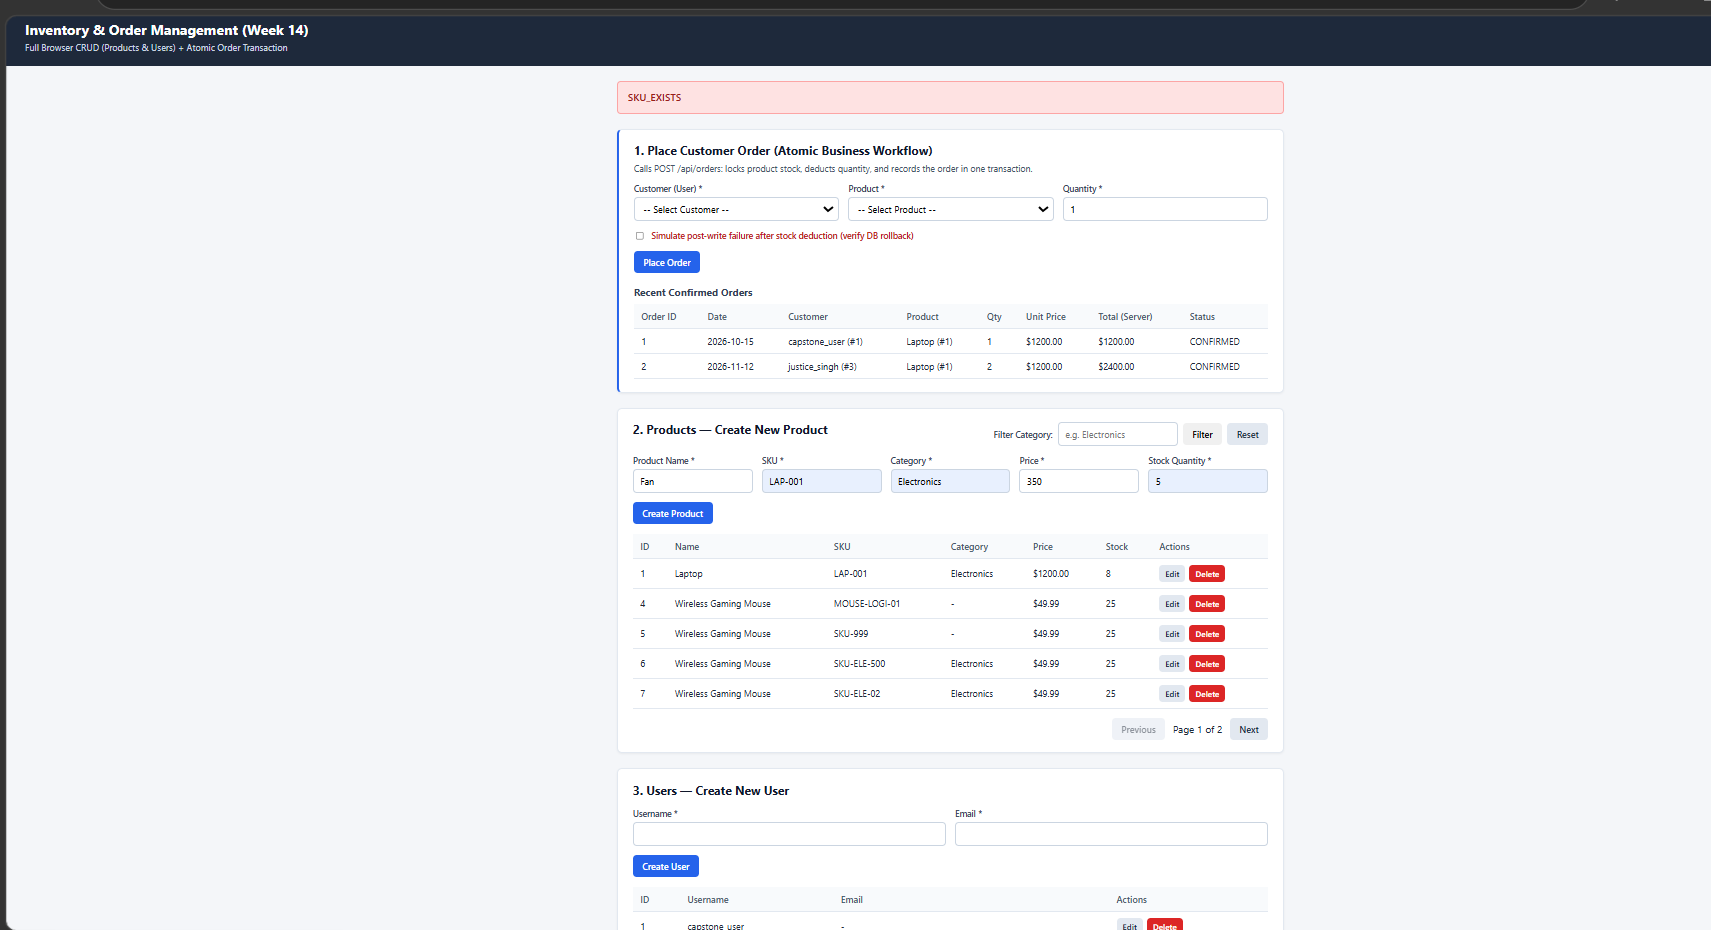 Inventory & Order Management (Week 14)
Full Browser CRUD (Products & Users) + Atomic Order Transaction
SKU_EXISTS
1. Place Customer Order (Atomic Business Workflow)
Calls POST /api/orders: locks product stock, deducts quantity, and records the order in one transaction.
Customer (User) * Product * Quantity *
-- Select Customer -- -- Select Product -- 1
Simulate post-write failure after stock deduction (verify DB rollback)
Place Order
Recent Confirmed Orders
Order ID Date Customer Product Qty Unit Price Total (Server) Status
1 2026-10-15 capstone_user (#1) Laptop (#1) 1 $1200.00 $1200.00 CONFIRMED
2 2026-11-12 justice_singh (#3) Laptop (#1) 2 $1200.00 $2400.00 CONFIRMED
2. Products — Create New Product
Filter Category: e.g. Electronics Filter Reset
Product Name * SKU * Category * Price * Stock Quantity *
Fan LAP-001 Electronics 350 5
Create Product
ID Name SKU Category Price Stock Actions
1 Laptop LAP-001 Electronics $1200.00 8 Edit Delete
4 Wireless Gaming Mouse MOUSE-LOGI-01 - $49.99 25 Edit Delete
5 Wireless Gaming Mouse SKU-999 - $49.99 25 Edit Delete
6 Wireless Gaming Mouse SKU-ELE-500 Electronics $49.99 25 Edit Delete
7 Wireless Gaming Mouse SKU-ELE-02 Electronics $49.99 25 Edit Delete
Previous Page 1 of 2 Next
3. Users — Create New User
Username * Email *
Create User
ID Username Email Actions
1 capstone_user - Edit Delete